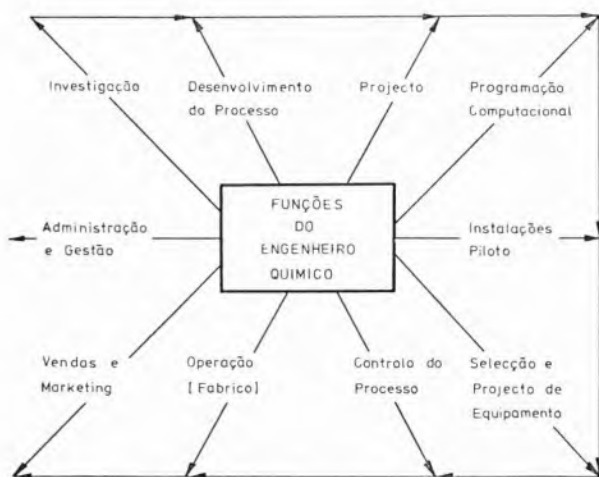 Investigação
Desenvolvimento
do Processo
Projecto
Programação
Computacional
FUNÇÕES
DO
ENGENHEIRO
QUIMICO
Administração
e Gestão
Instalações
Piloto
Vendas e
Marketing
Operação
[Fabrico]
Controlo do
Processo
Selecção e
Projecto de
Equipamento